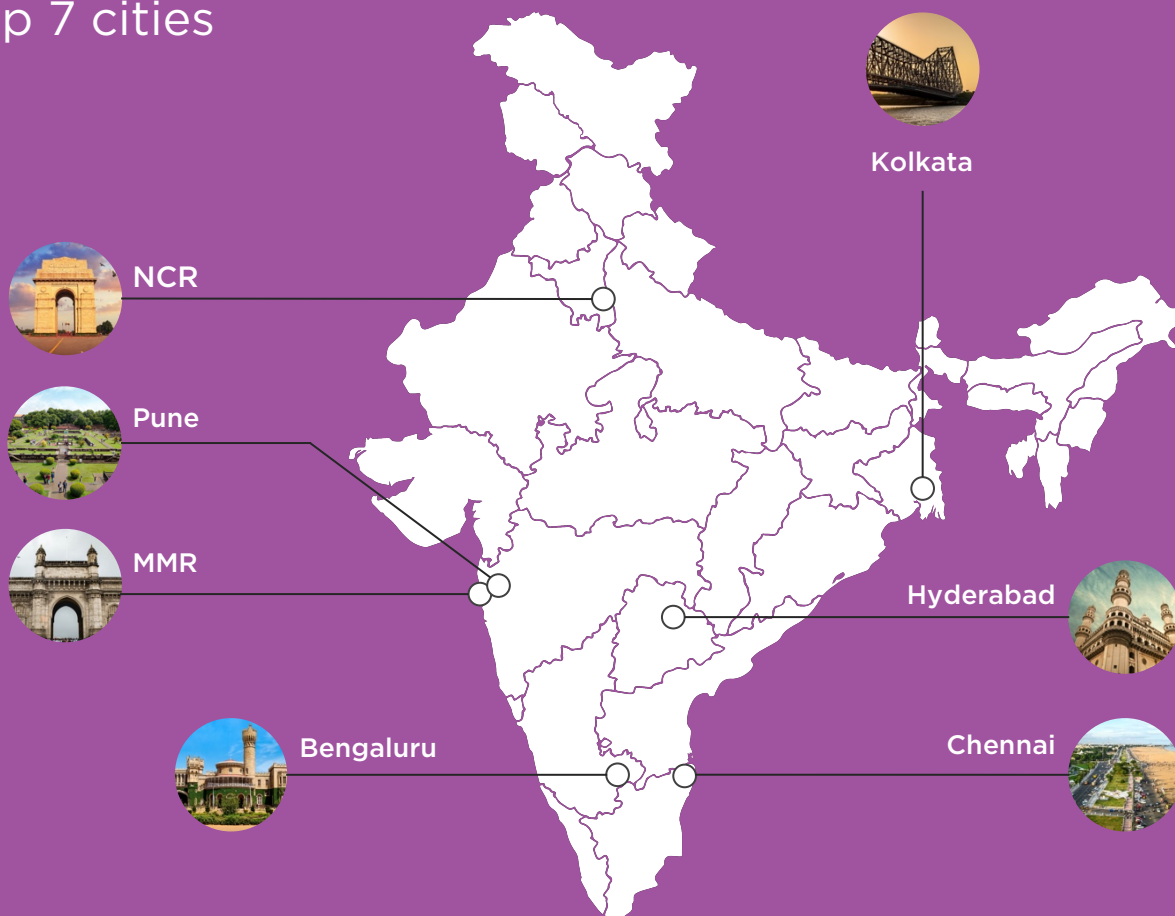 p 7 cities
Kolkata
NCR
Pune
MMR
Hyderabad
Bengaluru
Chennai